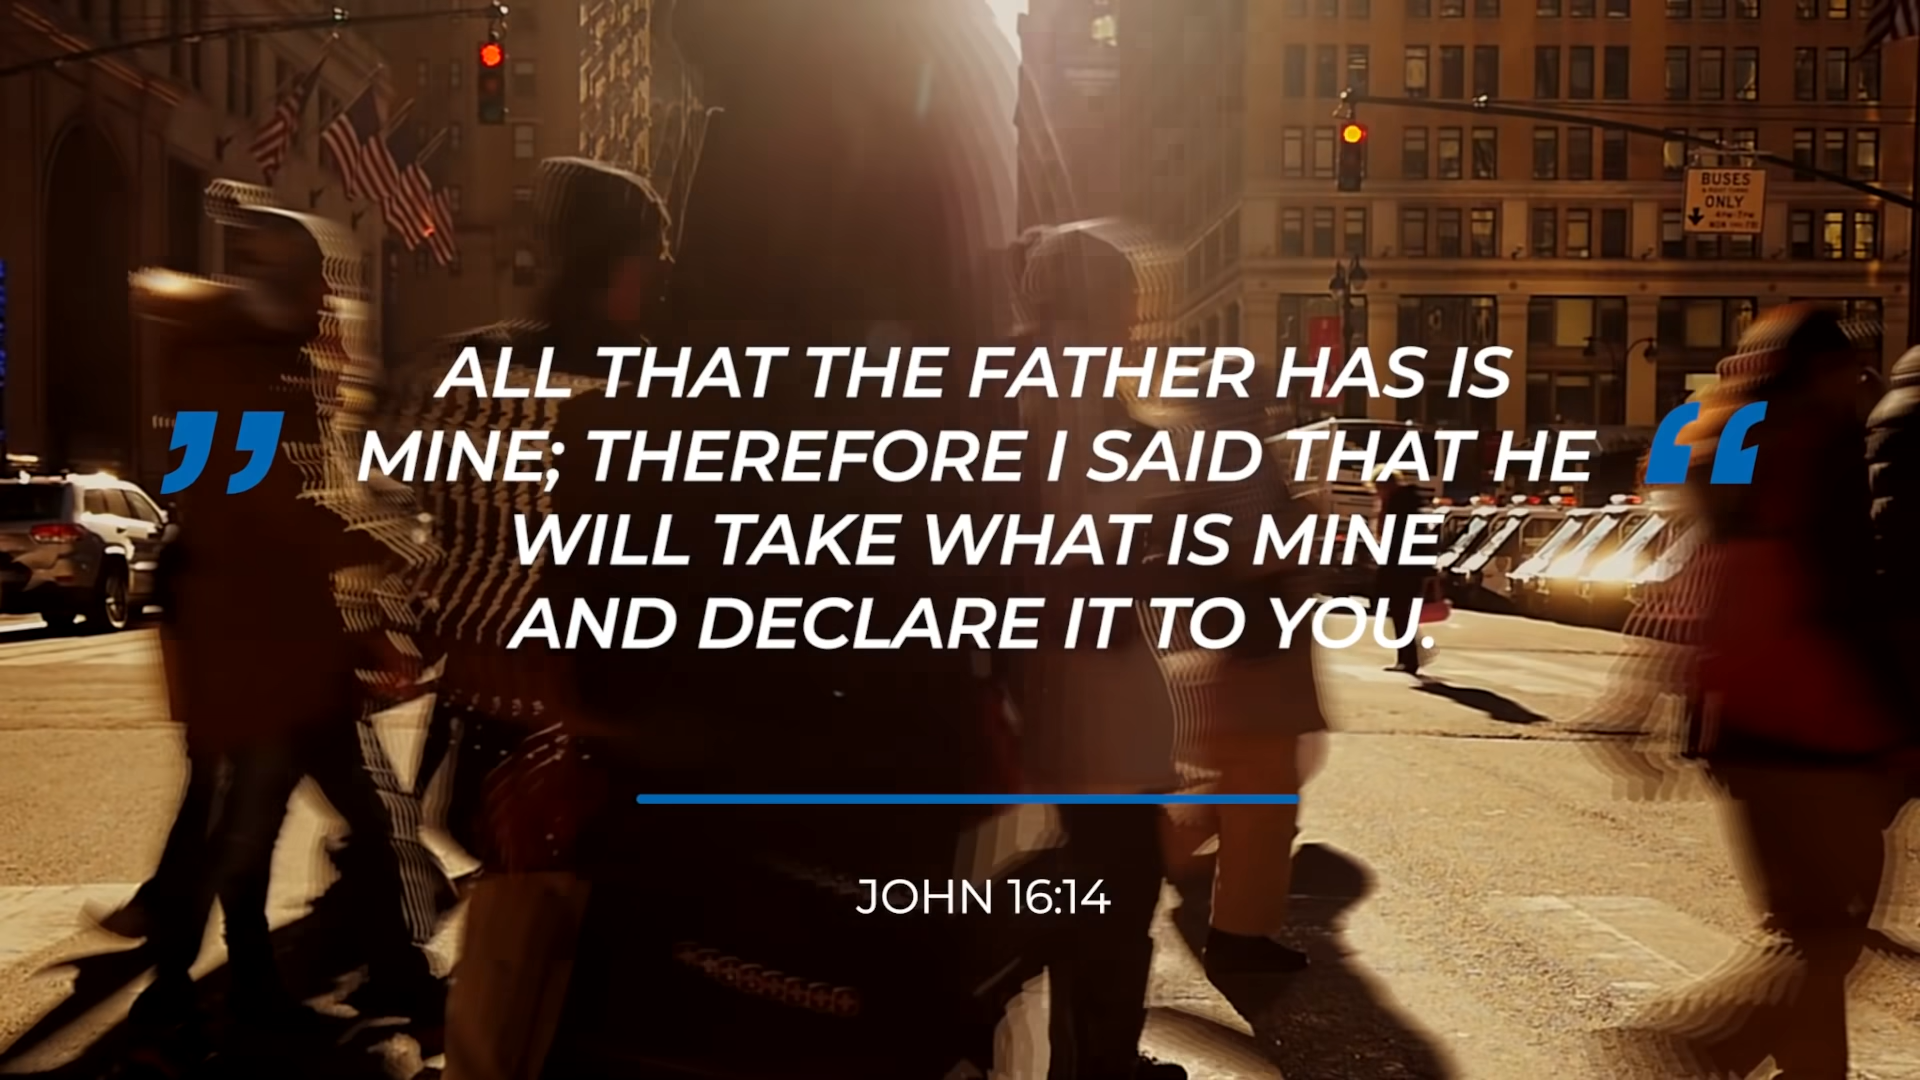 ALL THAT THE FATHER HAS IS
” MINE; THEREFORE I SAID THAT HE “
WILL TAKE WHAT IS MINE
AND DECLARE IT TO YOU.
JOHN 16:14
BUSES
ONLY